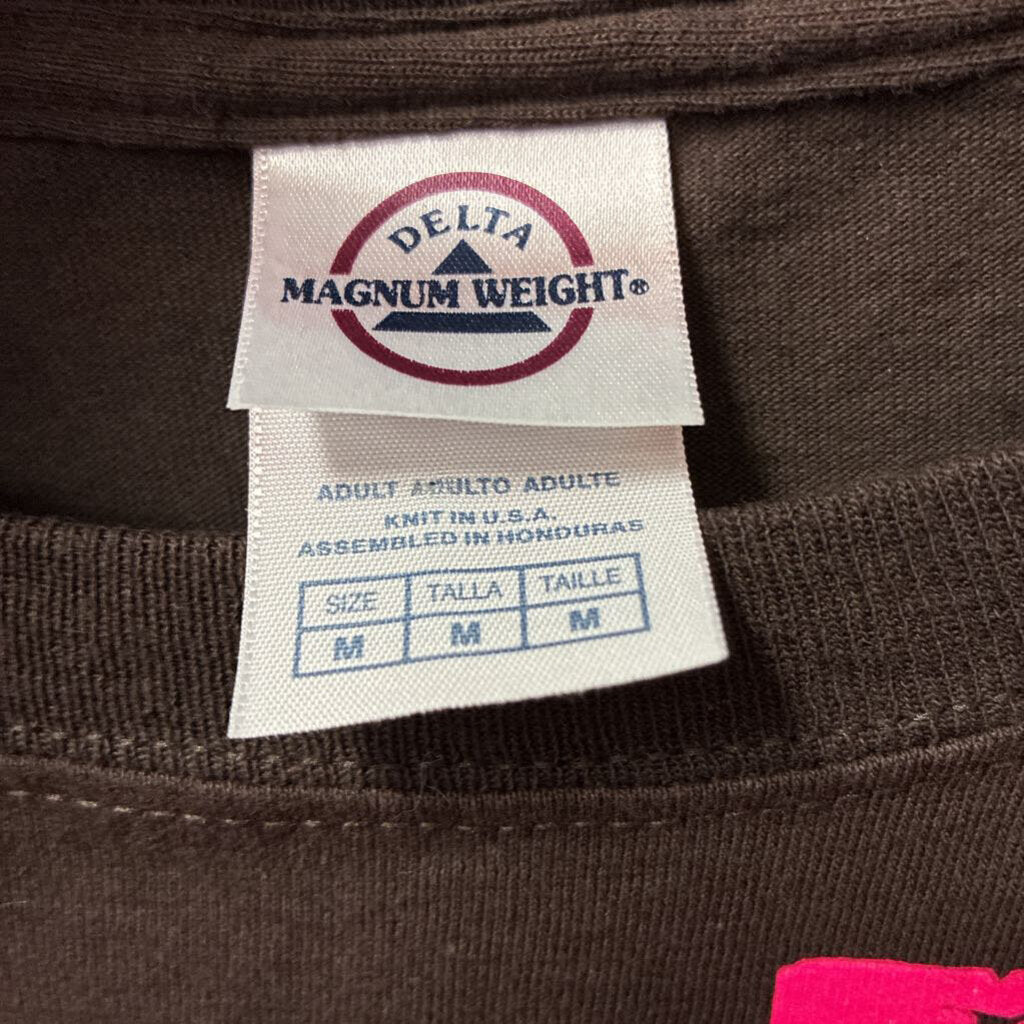 DELTA
MAGNUM WEIGHT®
ADULT ADULTO ADULTE
KNIT IN U.S.A.
ASSEMBLED IN HONDURAS
SIZE TALLA TAILLE
M M M